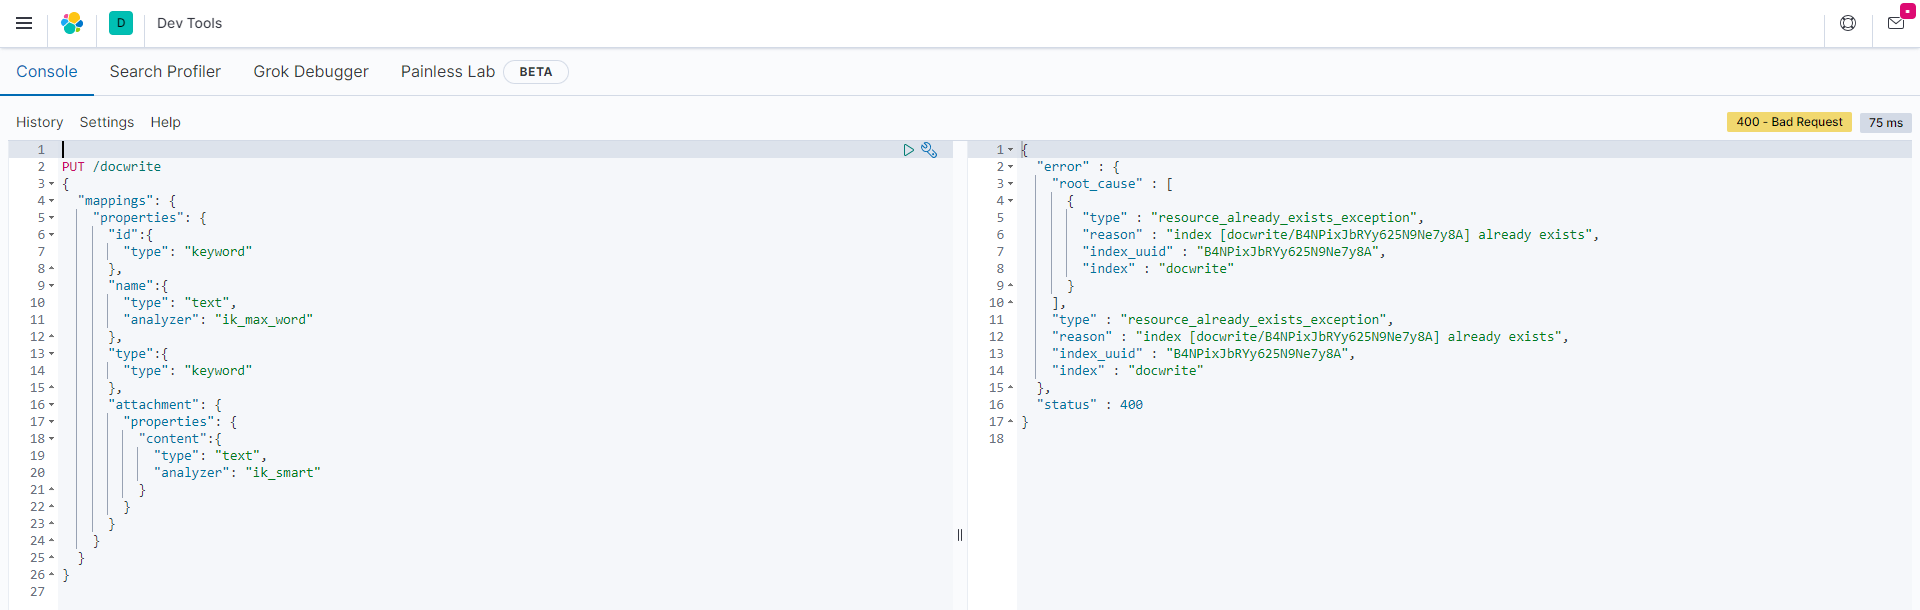 D Dev Tools
Console Search Profiler Grok Debugger Painless Lab BETA
History Settings Help 400 - Bad Request 75 ms
1
2 PUT /docwrite
3 {
4 "mappings": {
5 "properties": {
6 "id":{
7 "type": "keyword"
8 },
9 "name":{
10 "type": "text",
11 "analyzer": "ik_max_word"
12 },
13 "type":{
14 "type": "keyword"
15 },
16 "attachment": {
17 "properties": {
18 "content":{
19 "type": "text",
20 "analyzer": "ik_smart"
21 }
22 }
23 }
24 }
25 }
26 }
27
1 {
2 "error" : {
3 "root_cause" : [
4 {
5 "type" : "resource_already_exists_exception",
6 "reason" : "index [docwrite/B4NPixJbRYy625N9Ne7y8A] already exists",
7 "index_uuid" : "B4NPixJbRYy625N9Ne7y8A",
8 "index" : "docwrite"
9 }
10 ],
11 "type" : "resource_already_exists_exception",
12 "reason" : "index [docwrite/B4NPixJbRYy625N9Ne7y8A] already exists",
13 "index_uuid" : "B4NPixJbRYy625N9Ne7y8A",
14 "index" : "docwrite"
15 },
16 "status" : 400
17 }
18